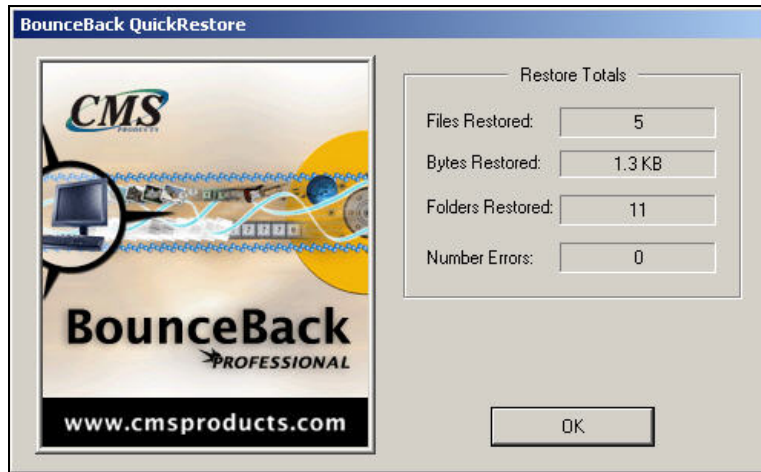 BounceBack QuickRestore
CMS
PRODUCTS
BounceBack
PROFESSIONAL
www.cmsproducts.com
Restore Totals
Files Restored: 5
Bytes Restored: 1.3 KB
Folders Restored: 11
Number Errors: 0
OK